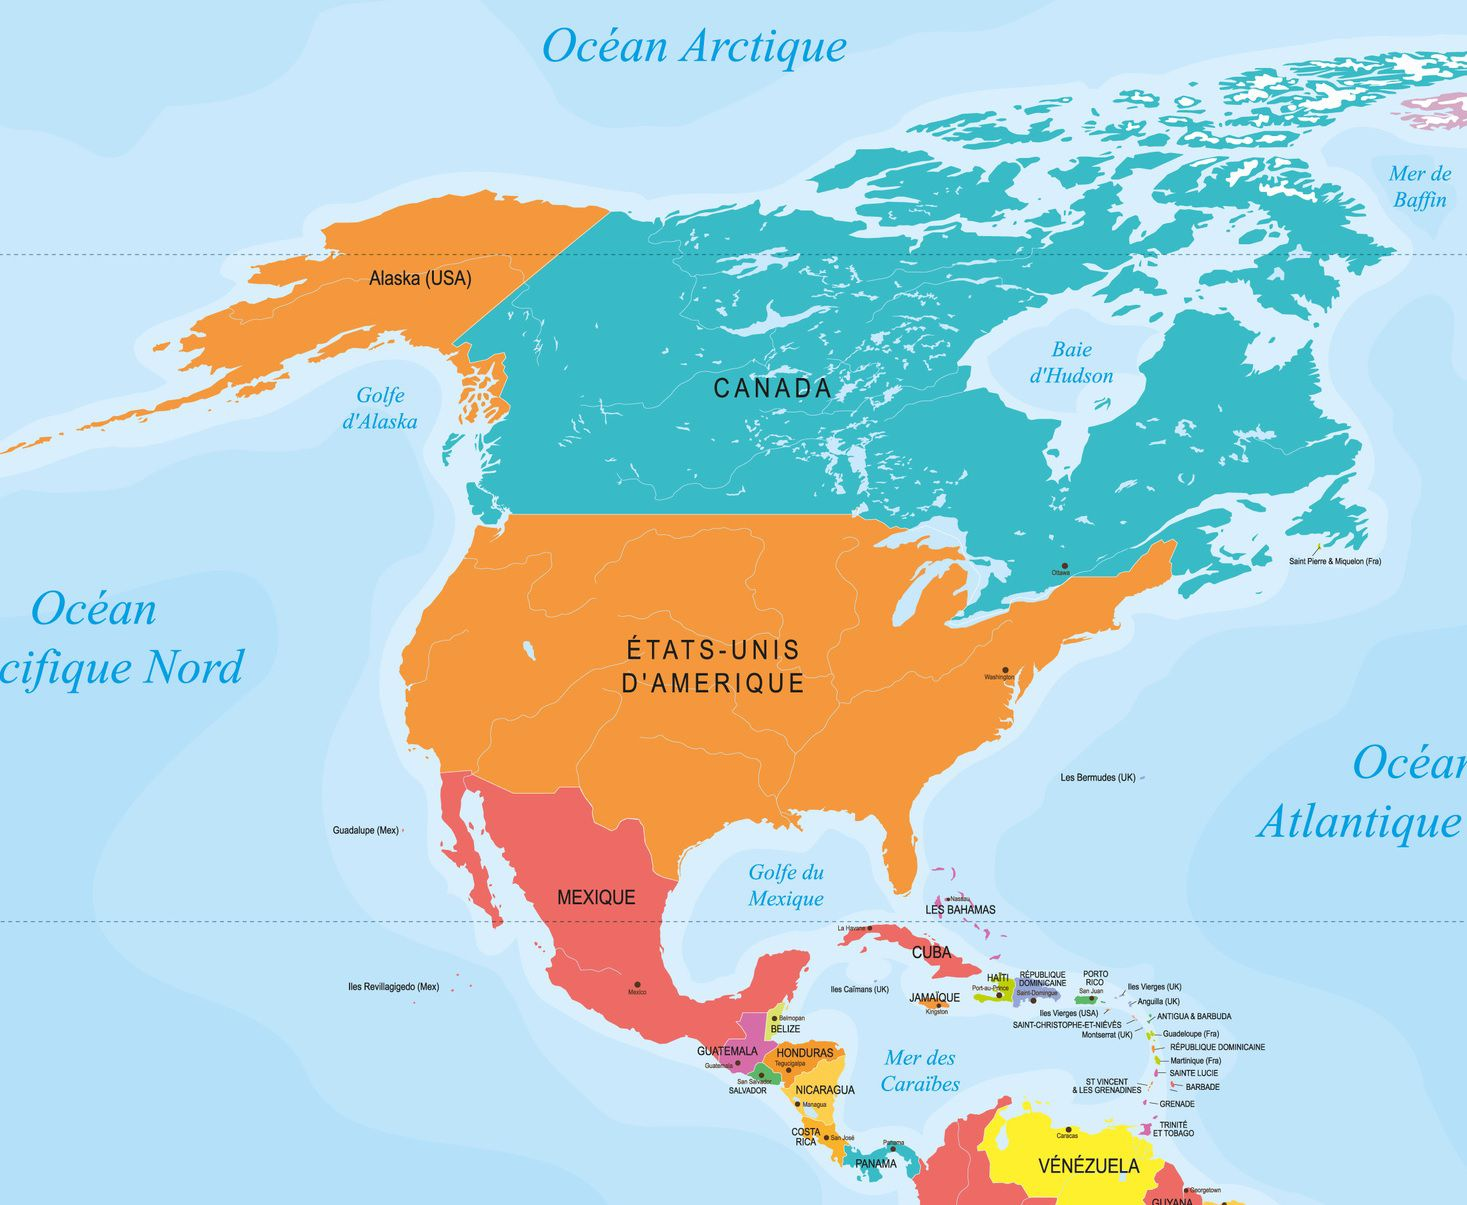 Océan Arctique
Mer de
Baffin
Alaska (USA)
Golfe
d'Alaska
CANADA
Baie
d'Hudson
Ottawa
Saint Pierre & Miquelon (Fra)
Océan
cifique Nord
ÉTATS-UNIS
D'AMERIQUE
Washington
Les Bermudes (UK)
Océan
Atlantique
Guadalupe (Mex)
Golfe du
Mexique
MEXIQUE
Nassau
LES BAHAMAS
La Havane
CUBA
Iles Revillagigedo (Mex)
Mexico
Iles Caïmans (UK)
JAMAÏQUE
Kingston
HAÏTI
Port-au-Prince
RÉPUBLIQUE
DOMINICAINE
Saint-Domingue
PORTO
RICO
San Juan
Iles Vierges (UK)
Anguilla (UK)
Iles Vierges (USA)
ANTIGUA & BARBUDA
SAINT-CHRISTOPHE-ET-NIÉVÈS
Montserrat (UK)
Guadeloupe (Fra)
RÉPUBLIQUE DOMINICAINE
Martinique (Fra)
SAINTE LUCIE
ST VINCENT
& LES GRENADINES
BARBADE
GRENADE
TRINITÉ
ET TOBAGO
Belmopan
BELIZE
GUATEMALA
Guatemala
HONDURAS
Tegucigalpa
San Salvador
SALVADOR
NICARAGUA
Managua
Mer des
Caraïbes
COSTA
RICA
San José
Panama
PANAMA
Caracas
VÉNÉZUELA
Georgetown
GUYANA